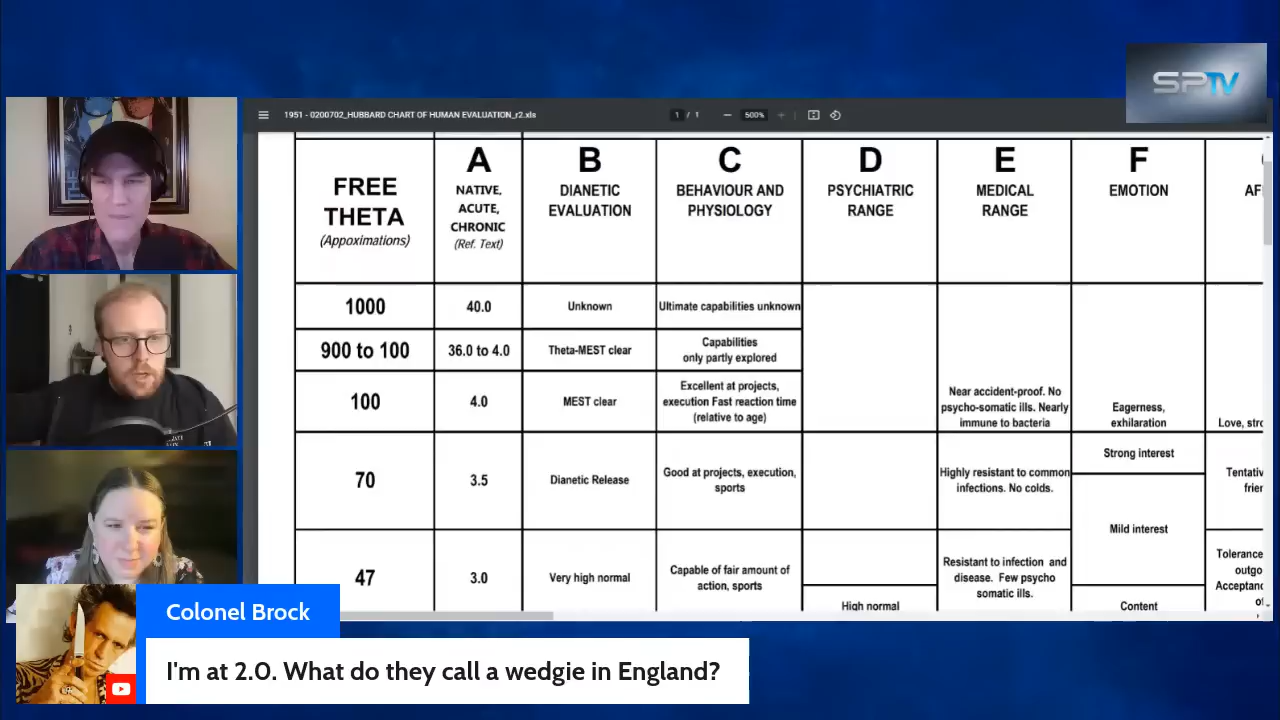 SPTV
1951 - 0200702_HUBBARD CHART OF HUMAN EVALUATION_r2.xls
1 / 1
500%
FREE
THETA
(Appoximations)
A
NATIVE,
ACUTE,
CHRONIC
(Ref. Text)
B
DIANETIC
EVALUATION
C
BEHAVIOUR AND
PHYSIOLOGY
D
PSYCHIATRIC
RANGE
E
MEDICAL
RANGE
F
EMOTION
AF
1000
40.0
Unknown
Ultimate capabilities unknown
900 to 100
36.0 to 4.0
Theta-MEST clear
Capabilities
only partly explored
100
4.0
MEST clear
Excellent at projects,
execution Fast reaction time
(relative to age)
Near accident-proof. No
psycho-somatic ills. Nearly
immune to bacteria
Eagerness,
exhilaration
Love, stro
70
3.5
Dianetic Release
Good at projects, execution,
sports
Highly resistant to common
infections. No colds.
Strong interest
Tentativ
frien
Mild interest
47
3.0
Very high normal
Capable of fair amount of
action, sports
High normal
Resistant to infection and
disease. Few psycho
somatic ills.
Content
Tolerance
outgo
Acceptanc
of
Colonel Brock
I'm at 2.0. What do they call a wedgie in England?